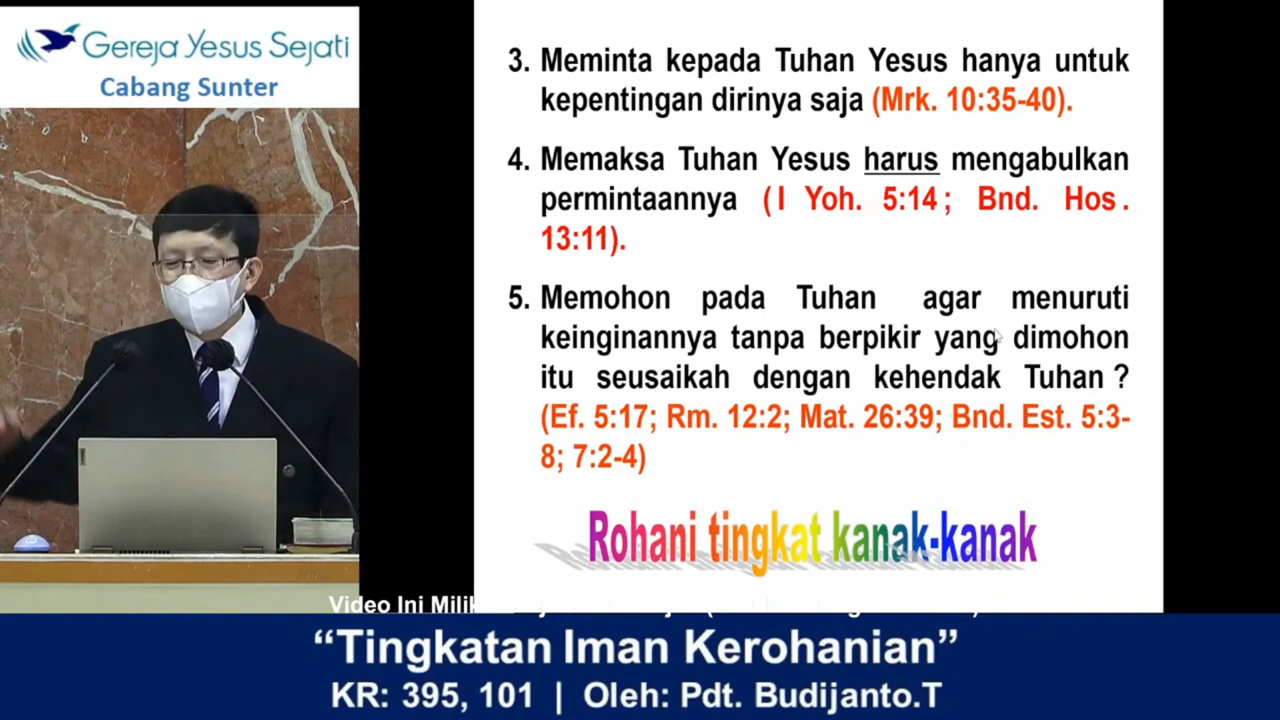 Gereja Yesus Sejati
Cabang Sunter
3. Meminta kepada Tuhan Yesus hanya untuk
kepentingan dirinya saja (Mrk. 10:35-40).
4. Memaksa Tuhan Yesus harus mengabulkan
permintaannya (I Yoh. 5:14; Bnd. Hos.
13:11).
5. Memohon pada Tuhan agar menuruti
keinginannya tanpa berpikir yang dimohon
itu seusaikah dengan kehendak Tuhan ?
(Ef. 5:17; Rm. 12:2; Mat. 26:39; Bnd. Est. 5:3-
8; 7:2-4)
Rohani tingkat kanak-kanak
Video Ini
“Tingkatan Iman Kerohanian”
KR: 395, 101 | Oleh: Pdt. Budijanto.T